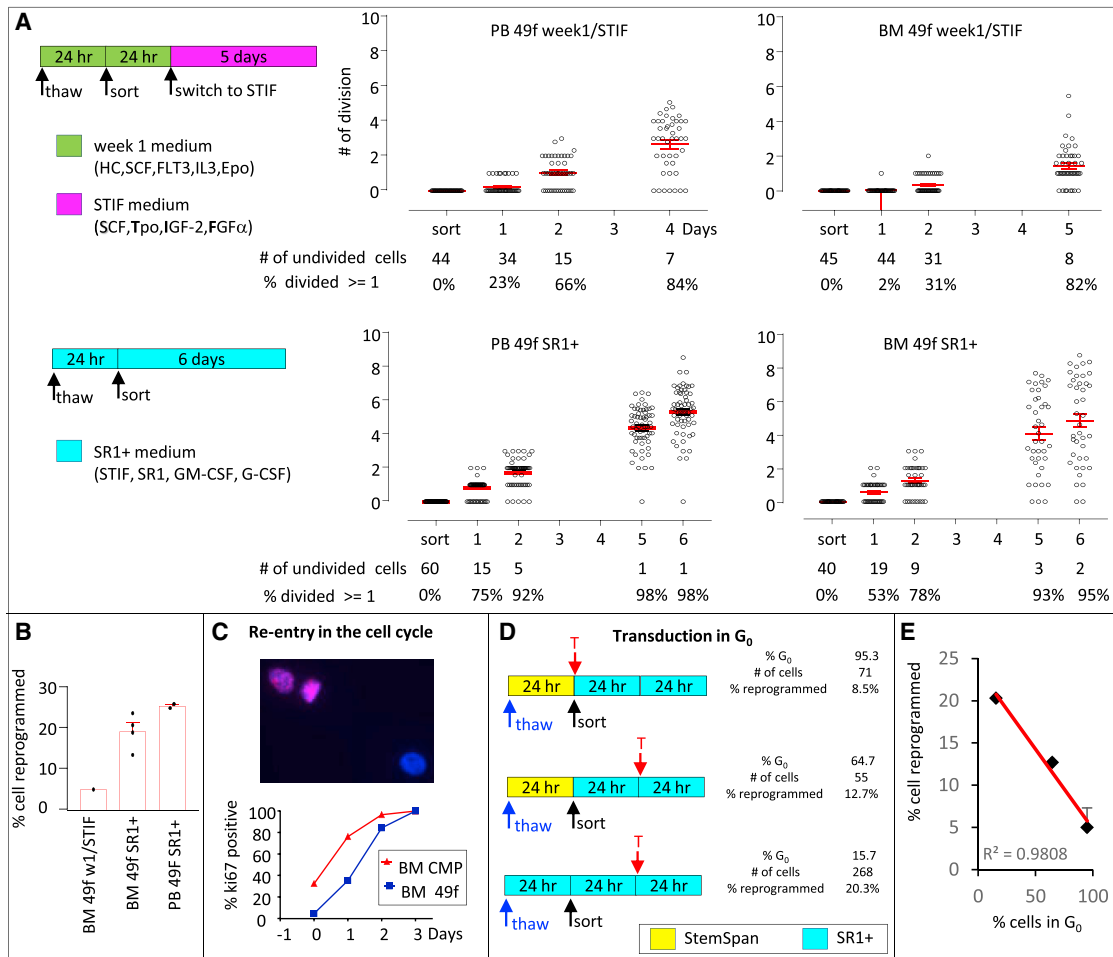 A
24 hr 24 hr 5 days
thaw sort switch to STIF
week 1 medium
(HC,SCF,FLT3,IL3,Epo)
STIF medium
(SCF,Tpo,IGF-2,FGFα)
PB 49f week1/STIF
# of division
10
8
6
4
2
0
sort 1 2 3 4 Days
# of undivided cells 44 34 15 7
% divided >= 1 0% 23% 66% 84%
BM 49f week1/STIF
10
8
6
4
2
0
sort 1 2 3 4 5
45 44 31 8
0% 2% 31% 82%
24 hr 6 days
thaw sort
SR1+ medium
(STIF, SR1, GM-CSF, G-CSF)
PB 49f SR1+
10
8
6
4
2
0
sort 1 2 3 4 5 6
# of undivided cells 60 15 5 1 1
% divided >= 1 0% 75% 92% 98% 98%
BM 49f SR1+
10
8
6
4
2
0
sort 1 2 3 4 5 6
40 19 9 3 2
0% 53% 78% 93% 95%
B
% cell reprogrammed
30
20
10
0
BM 49f w1/STIF
BM 49f SR1+
PB 49F SR1+
C
Re-entry in the cell cycle
% ki67 positive
100
80
60
40
20
0
BM CMP
BM 49f
-1 0 1 2 3 Days
D
Transduction in G0
T
24 hr 24 hr 24 hr
thaw sort
% G0 95.3
# of cells 71
% reprogrammed 8.5%
T
24 hr 24 hr 24 hr
thaw sort
% G0 64.7
# of cells 55
% reprogrammed 12.7%
T
24 hr 24 hr 24 hr
thaw sort
% G0 15.7
# of cells 268
% reprogrammed 20.3%
StemSpan SR1+
E
% cell reprogrammed
25
20
15
10
5
0
R² = 0.9808
0 50 100
% cells in G0